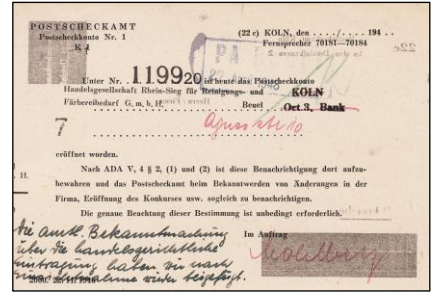 POSTSCHECKAMT
Postscheckkonto Nr. 1
K 1
(22 c) KÖLN, den ..../.... 194 ..
Fernsprecher 70181—70184
Unter Nr. 119920 ist heute das Postscheckkonto
Handelsgesellschaft Rhein-Sieg für Reinigungs- und KÖLN
Färbereibedarf G, m, b, H, Beuel Oct.3, Bank
7
eröffnet worden.
Nach ADA V, 4 § 2, (1) und (2) ist diese Benachrichtigung dort aufzu-
H.
bewahren und das Postscheckamt beim Bekanntwerden von Änderungen in der
Firma, Eröffnung des Konkurses usw. sogleich zu benachrichtigen.
Die genaue Beachtung dieser Bestimmung ist unbedingt erforderlich.
Im Auftrag
die amtl. Bekanntmachung
über die handelsgerichtliche
Eintragung haben wir nach
wieder beigefügt.